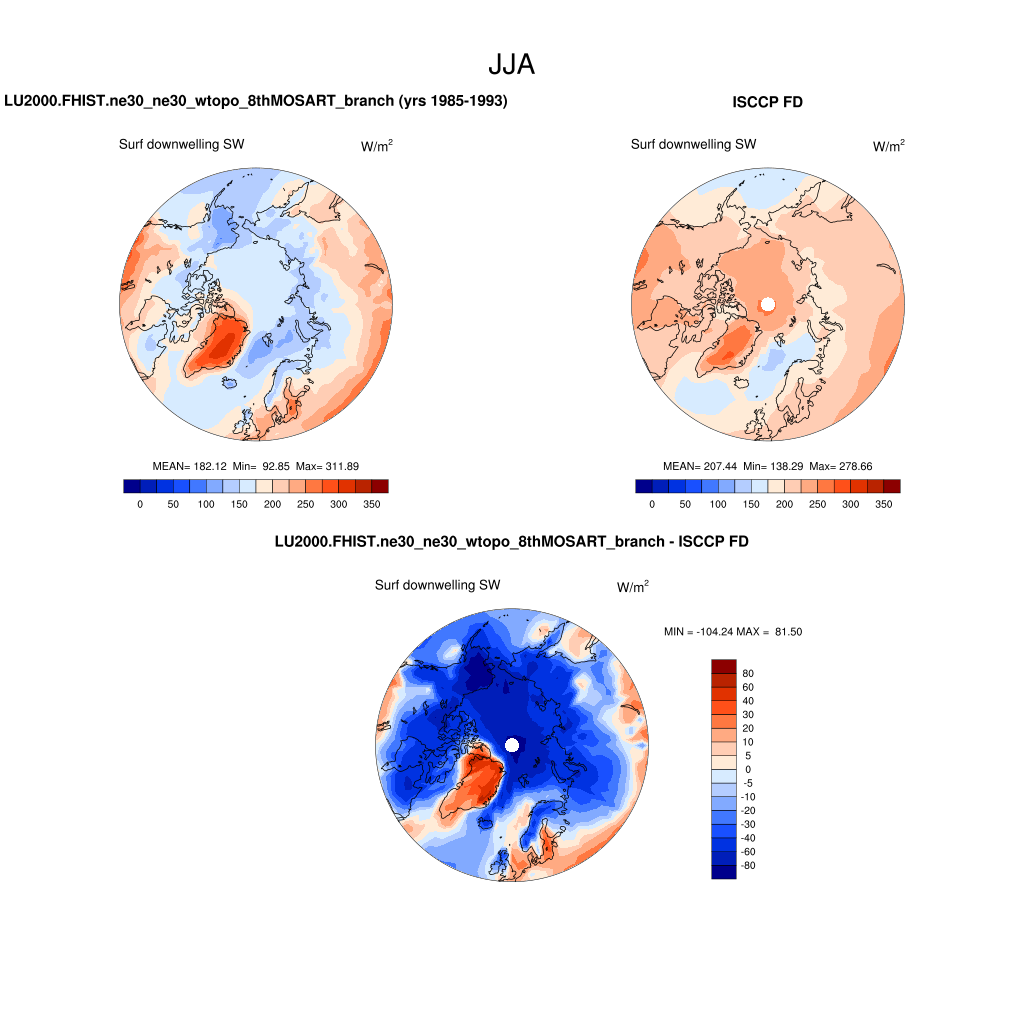 JJA
LU2000.FHIST.ne30_ne30_wtopo_8thMOSART_branch (yrs 1985-1993)
ISCCP FD
Surf downwelling SW
W/m2
Surf downwelling SW
W/m2
MEAN= 182.12 Min= 92.85 Max= 311.89
MEAN= 207.44 Min= 138.29 Max= 278.66
0 50 100 150 200 250 300 350
0 50 100 150 200 250 300 350
LU2000.FHIST.ne30_ne30_wtopo_8thMOSART_branch - ISCCP FD
Surf downwelling SW
W/m2
MIN = -104.24 MAX = 81.50
80
60
40
30
20
10
5
0
-5
-10
-20
-30
-40
-60
-80